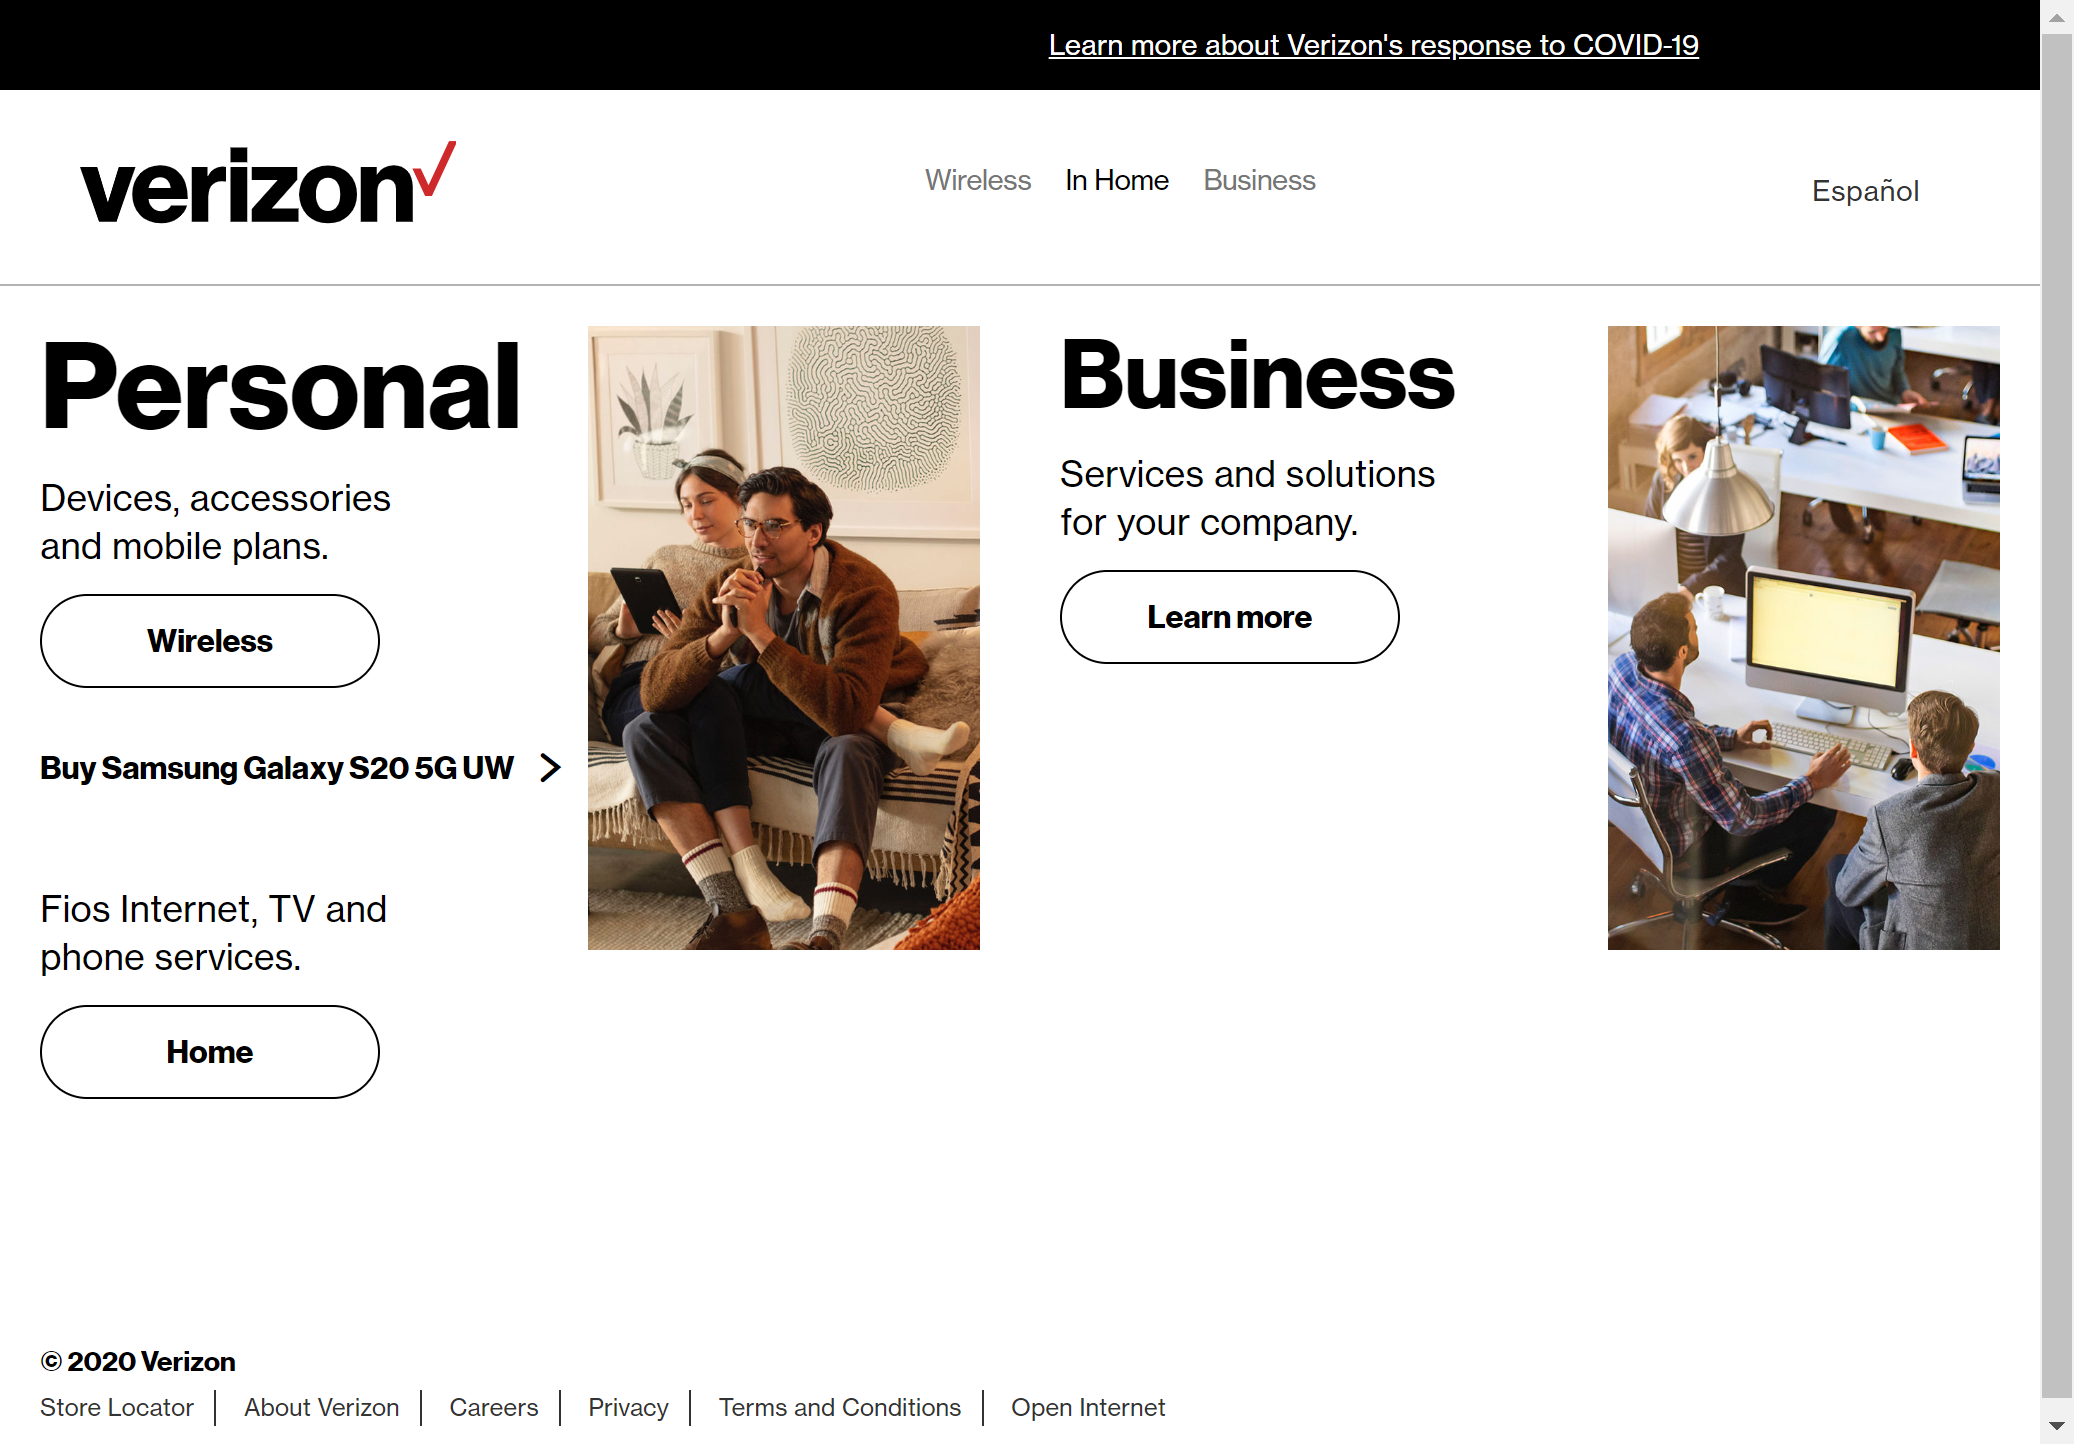 Learn more about Verizon's response to COVID-19
verizon
Wireless
In Home
Business
Español
Personal
Devices, accessories
and mobile plans.
Wireless
Buy Samsung Galaxy S20 5G UW
Fios Internet, TV and
phone services.
Home
Business
Services and solutions
for your company.
Learn more
© 2020 Verizon
Store Locator
About Verizon
Careers
Privacy
Terms and Conditions
Open Internet